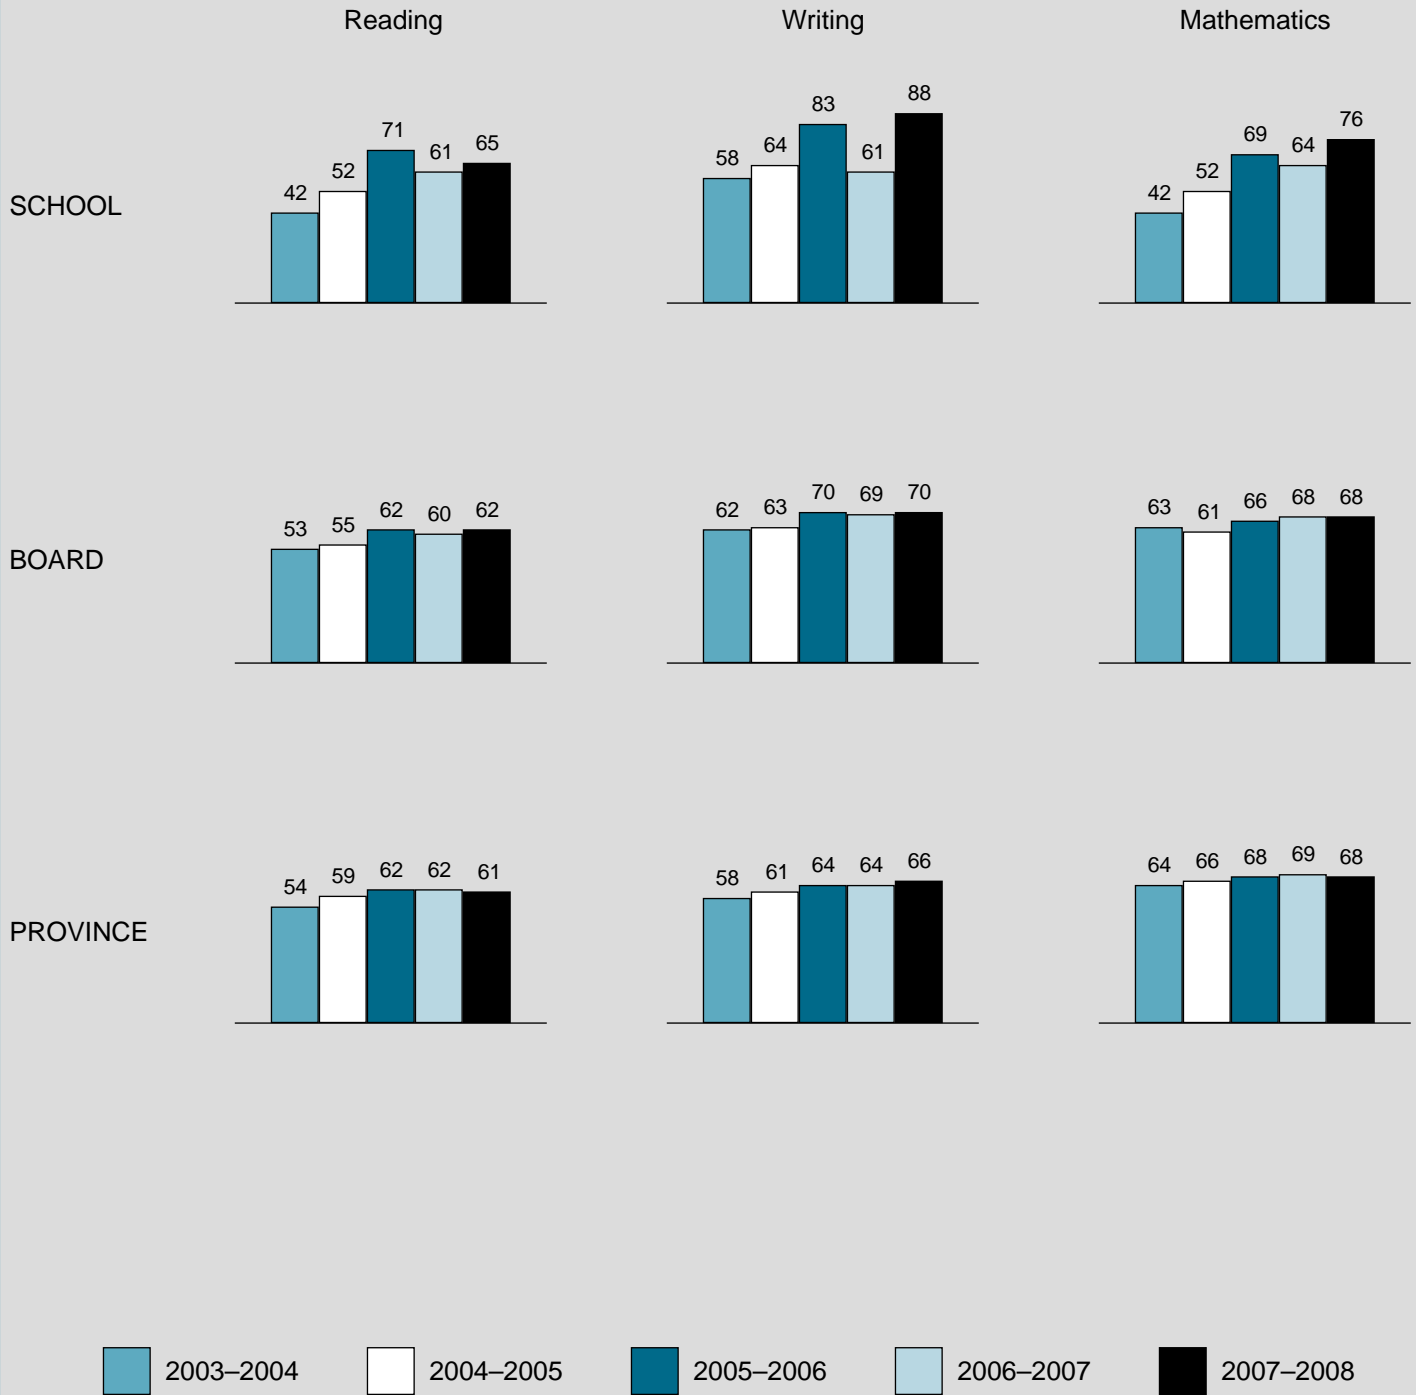 Reading Writing Mathematics
SCHOOL
42 52 71 61 65
58 64 83 61 88
42 52 69 64 76
BOARD
53 55 62 60 62
62 63 70 69 70
63 61 66 68 68
PROVINCE
54 59 62 62 61
58 61 64 64 66
64 66 68 69 68
2003–2004 2004–2005 2005–2006 2006–2007 2007–2008